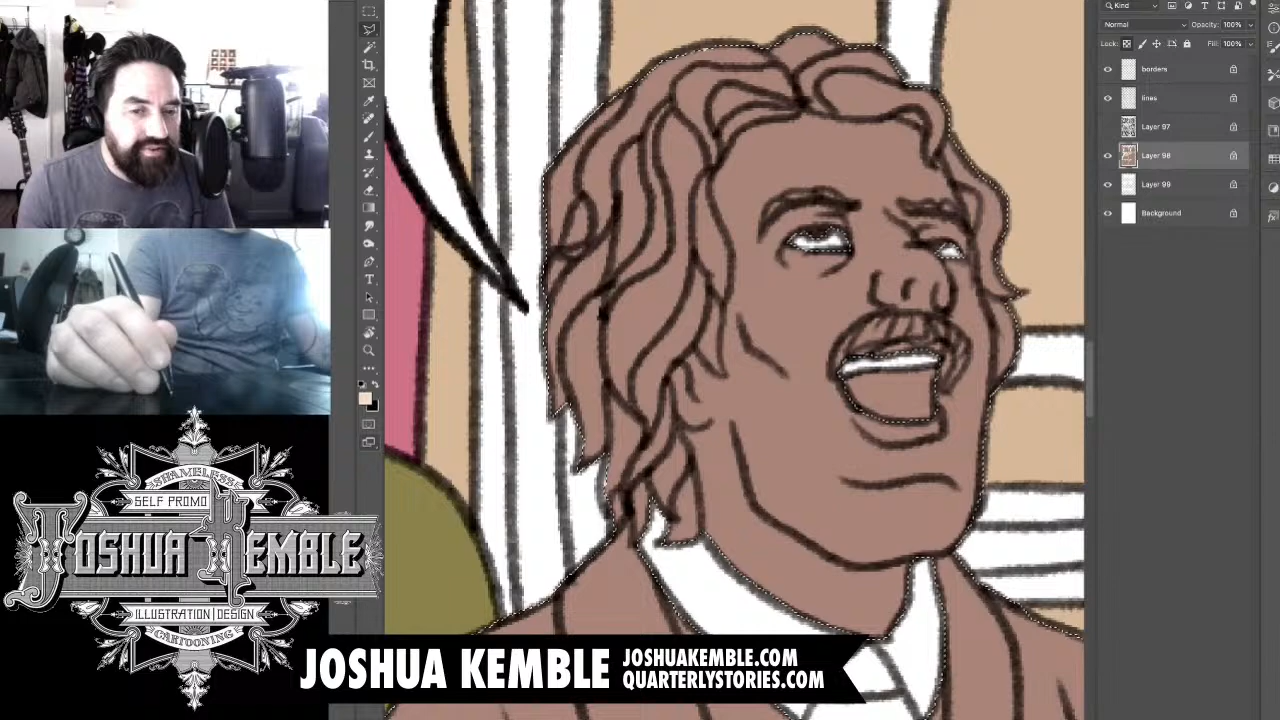 Kind
Normal
Opacity: 100%
Lock:
Fill: 100%
borders
lines
Layer 97
Layer 98
Layer 99
Background
SHAMELESS
SELF PROMO
JOSHUA KEMBLE
ILLUSTRATION|DESIGN
CARTOONING
JOSHUA KEMBLE
JOSHUAKEMBLE.COM
QUARTERLYSTORIES.COM